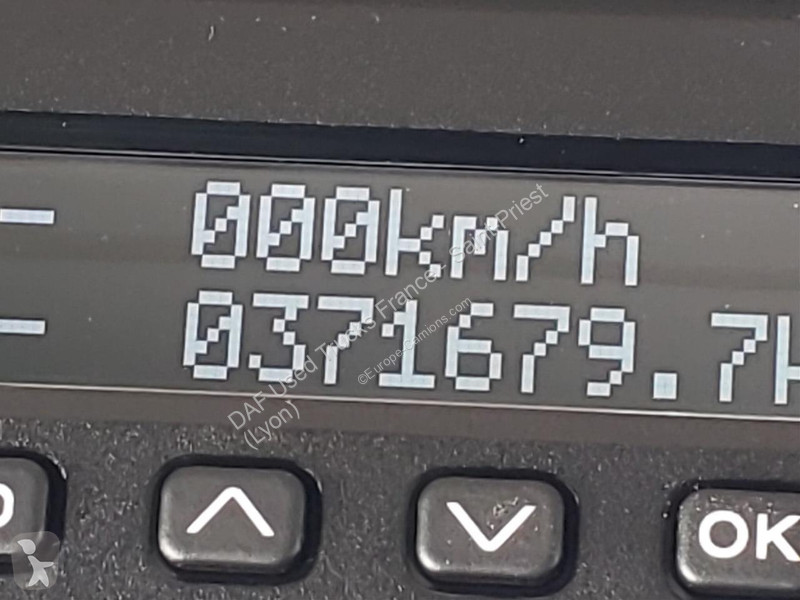 000km/h
0371679.7k
DAF Used Trucks France - Saint Priest
(Lyon)
©Europe-Camions.com
OK